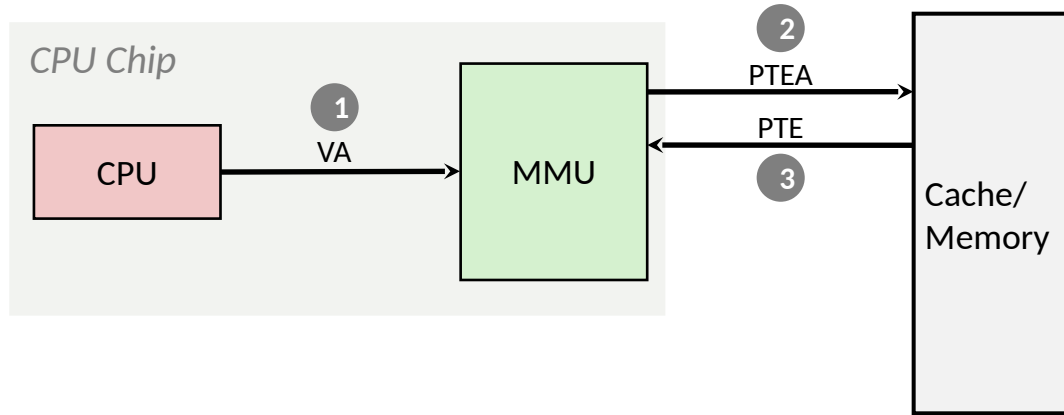 CPU Chip
2
PTEA
1
VA
PTE
CPU
MMU
3
Cache/
Memory